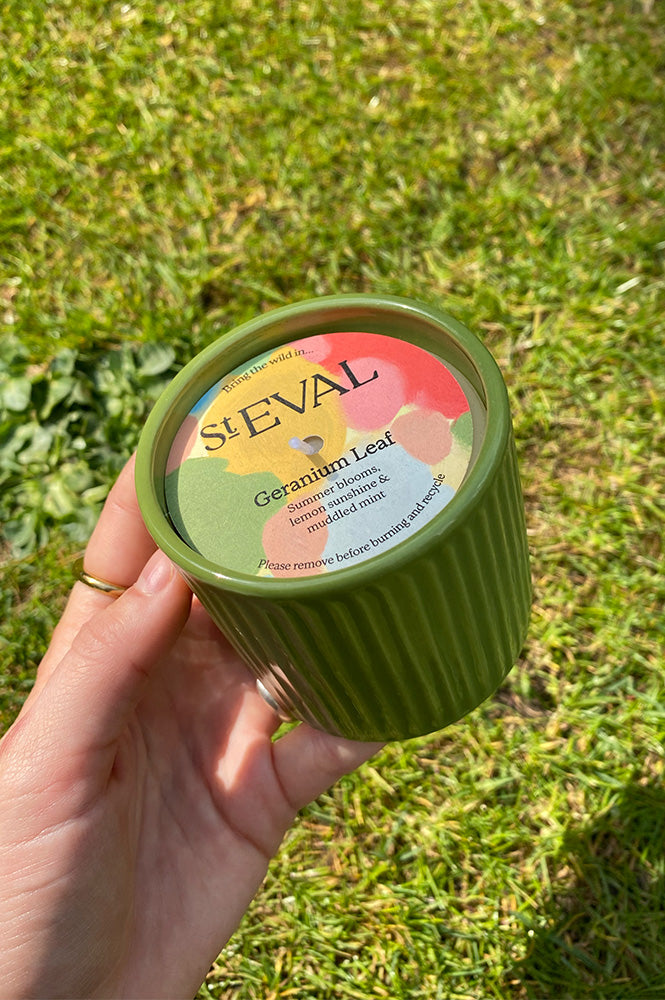 Bring the wild in...
St EVAL
Geranium Leaf
Summer blooms,
lemon sunshine &
muddled mint
Please remove before burning and recycle